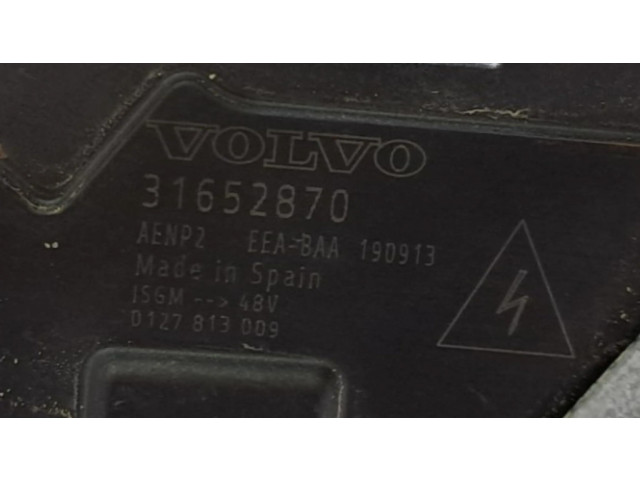 VOLVO
31652870
AENP2 EEA-BAA 190913
Made in Spain
ISGM --> 48V
0127 813 009